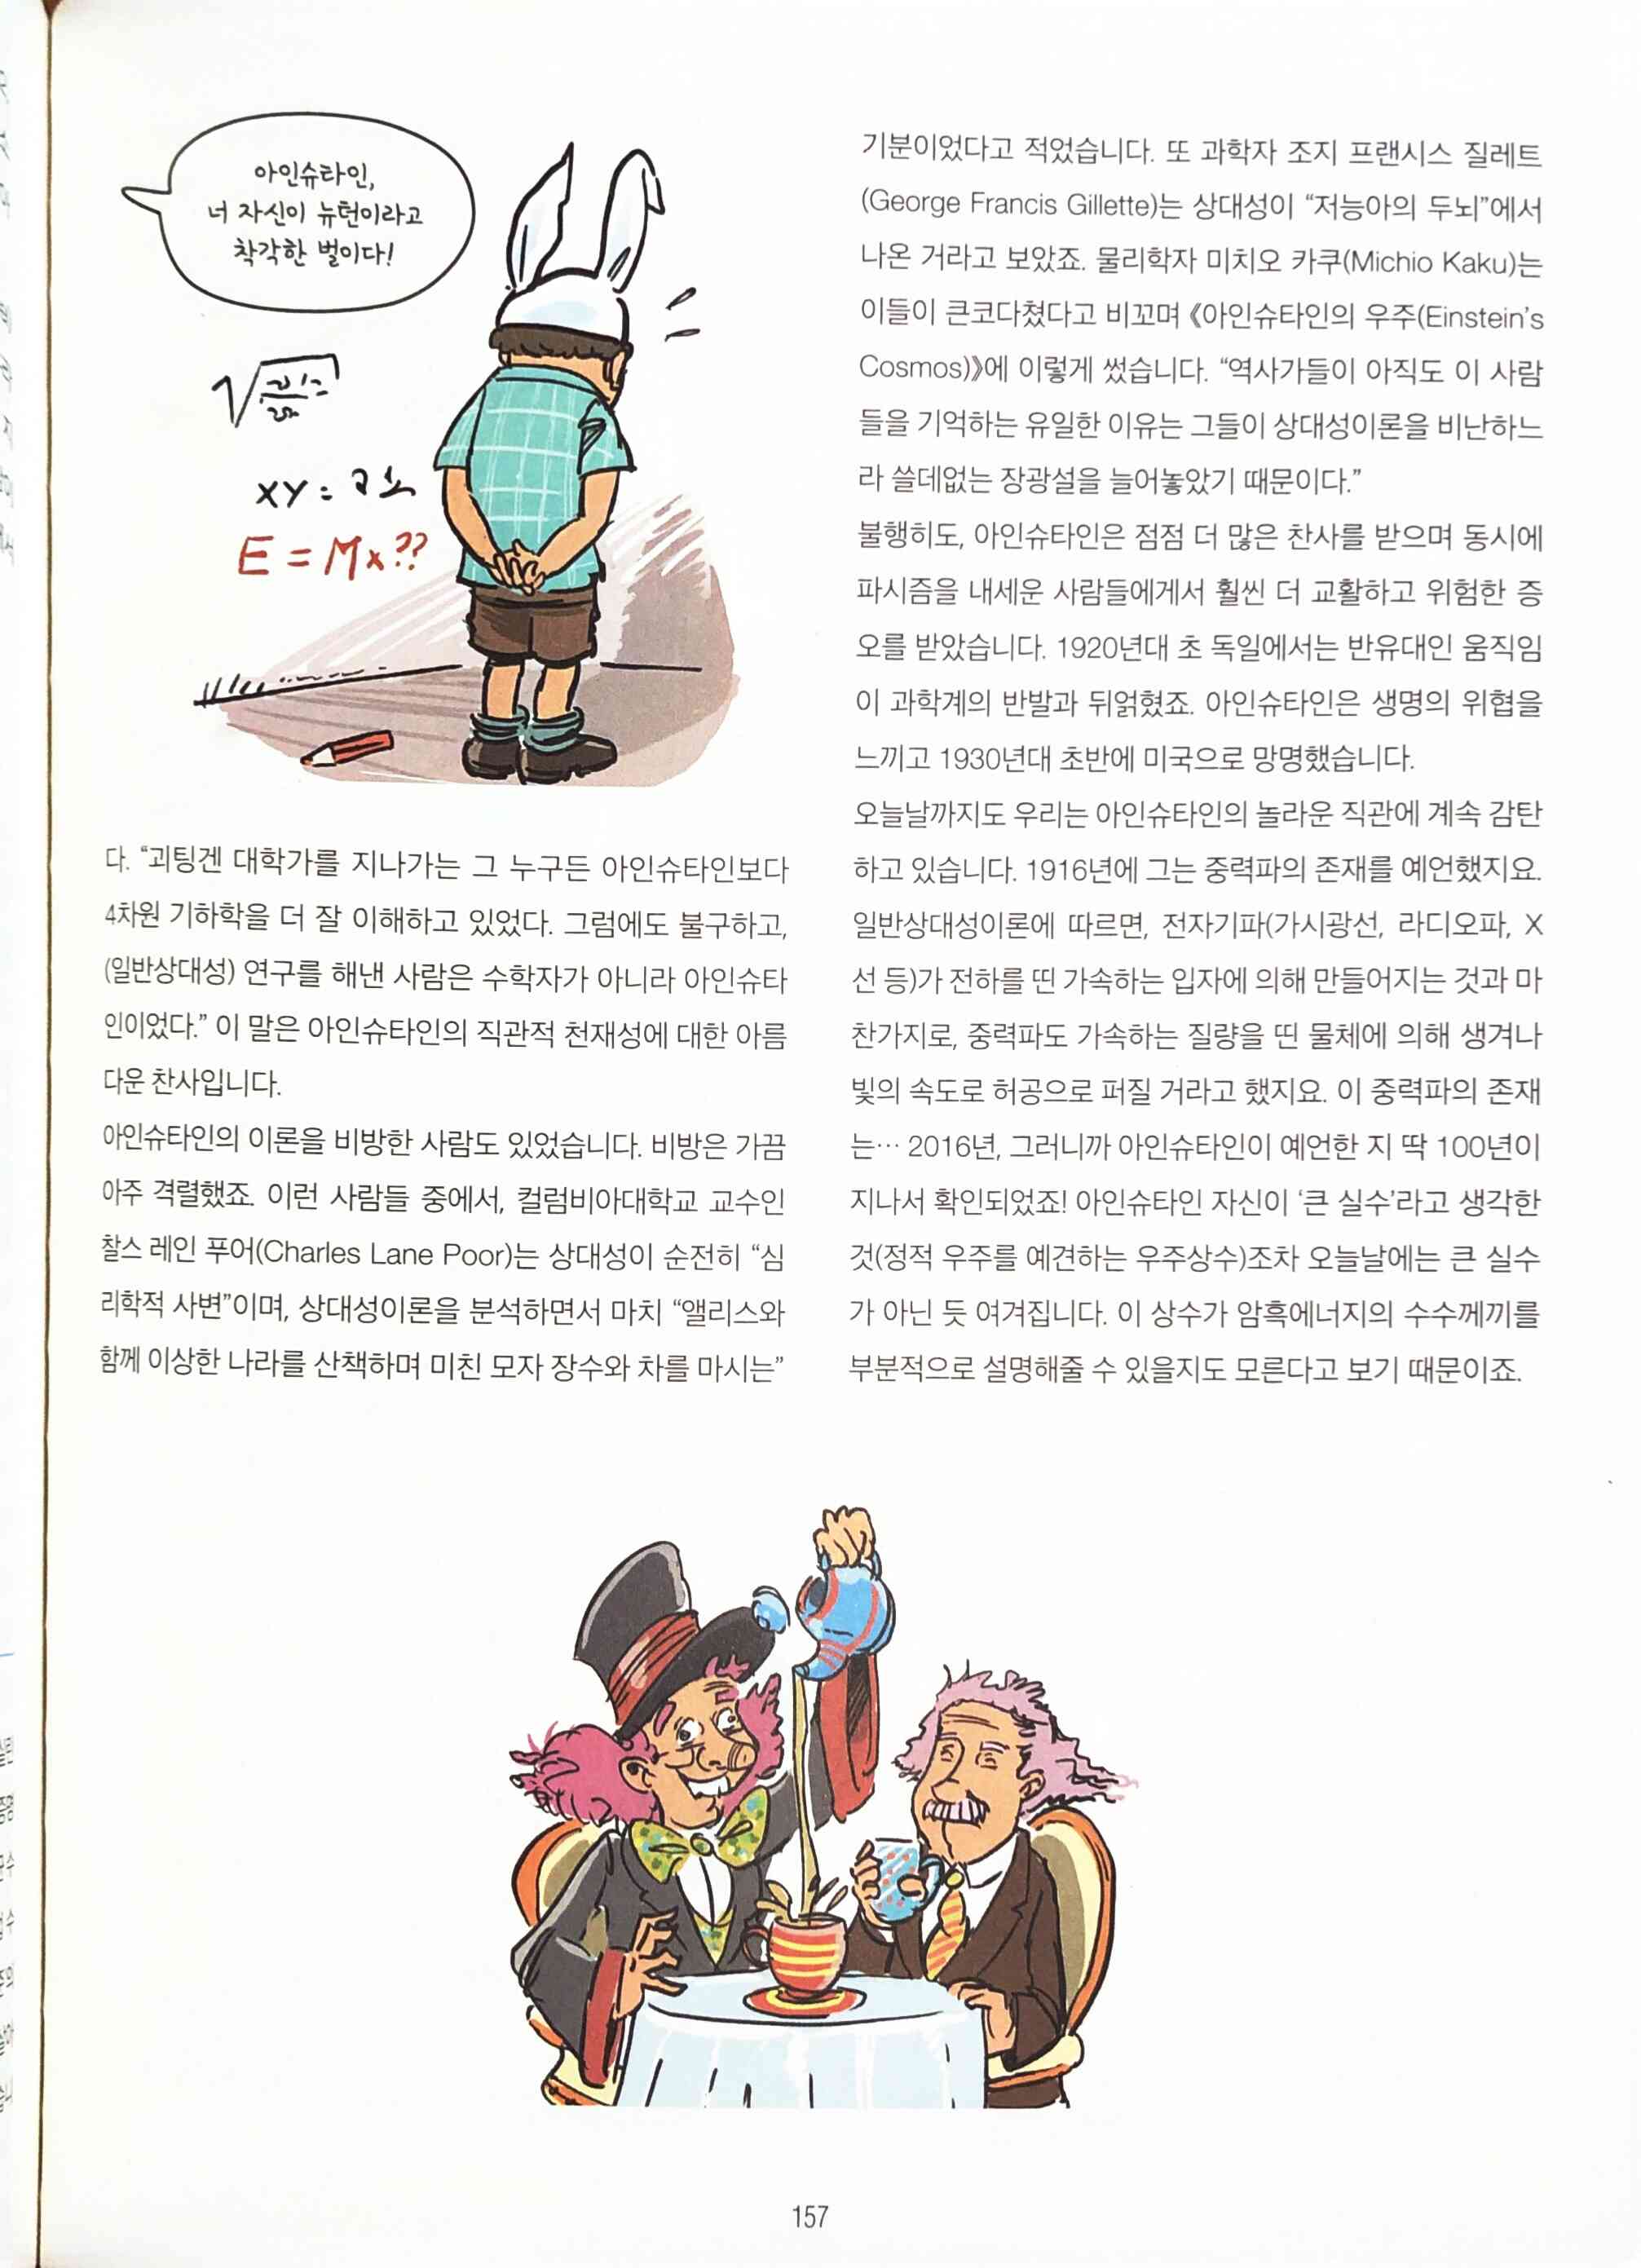 아인슈타인,
너 자신이 뉴턴이라고
착각한 벌이다!
XY =
E = Mx??
다. “괴팅겐 대학가를 지나가는 그 누구든 아인슈타인보다
4차원 기하학을 더 잘 이해하고 있었다. 그럼에도 불구하고,
(일반상대성) 연구를 해낸 사람은 수학자가 아니라 아인슈타
인이었다.” 이 말은 아인슈타인의 직관적 천재성에 대한 아름
다운 찬사입니다.
아인슈타인의 이론을 비방한 사람도 있었습니다. 비방은 가끔
아주 격렬했죠. 이런 사람들 중에서, 컬럼비아대학교 교수인
찰스 레인 푸어(Charles Lane Poor)는 상대성이 순전히 “심
리학적 사변”이며, 상대성이론을 분석하면서 마치 “앨리스와
함께 이상한 나라를 산책하며 미친 모자 장수와 차를 마시는”
기분이었다고 적었습니다. 또 과학자 조지 프랜시스 질레트
(George Francis Gillette)는 상대성이 “저능아의 두뇌”에서
나온 거라고 보았죠. 물리학자 미치오 카쿠(Michio Kaku)는
이들이 큰코다쳤다고 비꼬며 《아인슈타인의 우주(Einstein’s
Cosmos)》에 이렇게 썼습니다. “역사가들이 아직도 이 사람
들을 기억하는 유일한 이유는 그들이 상대성이론을 비난하느
라 쓸데없는 장광설을 늘어놓았기 때문이다.”
불행히도, 아인슈타인은 점점 더 많은 찬사를 받으며 동시에
파시즘을 내세운 사람들에게서 훨씬 더 교활하고 위험한 증
오를 받았습니다. 1920년대 초 독일에서는 반유대인 움직임
이 과학계의 반발과 뒤얽혔죠. 아인슈타인은 생명의 위협을
느끼고 1930년대 초반에 미국으로 망명했습니다.
오늘날까지도 우리는 아인슈타인의 놀라운 직관에 계속 감탄
하고 있습니다. 1916년에 그는 중력파의 존재를 예언했지요.
일반상대성이론에 따르면, 전자기파(가시광선, 라디오파, X
선 등)가 전하를 띤 가속하는 입자에 의해 만들어지는 것과 마
찬가지로, 중력파도 가속하는 질량을 띤 물체에 의해 생겨나
빛의 속도로 허공으로 퍼질 거라고 했지요. 이 중력파의 존재
는… 2016년, 그러니까 아인슈타인이 예언한 지 딱 100년이
지나서 확인되었죠! 아인슈타인 자신이 ‘큰 실수’라고 생각한
것(정적 우주를 예견하는 우주상수)조차 오늘날에는 큰 실수
가 아닌 듯 여겨집니다. 이 상수가 암흑에너지의 수수께끼를
부분적으로 설명해줄 수 있을지도 모른다고 보기 때문이죠.
157